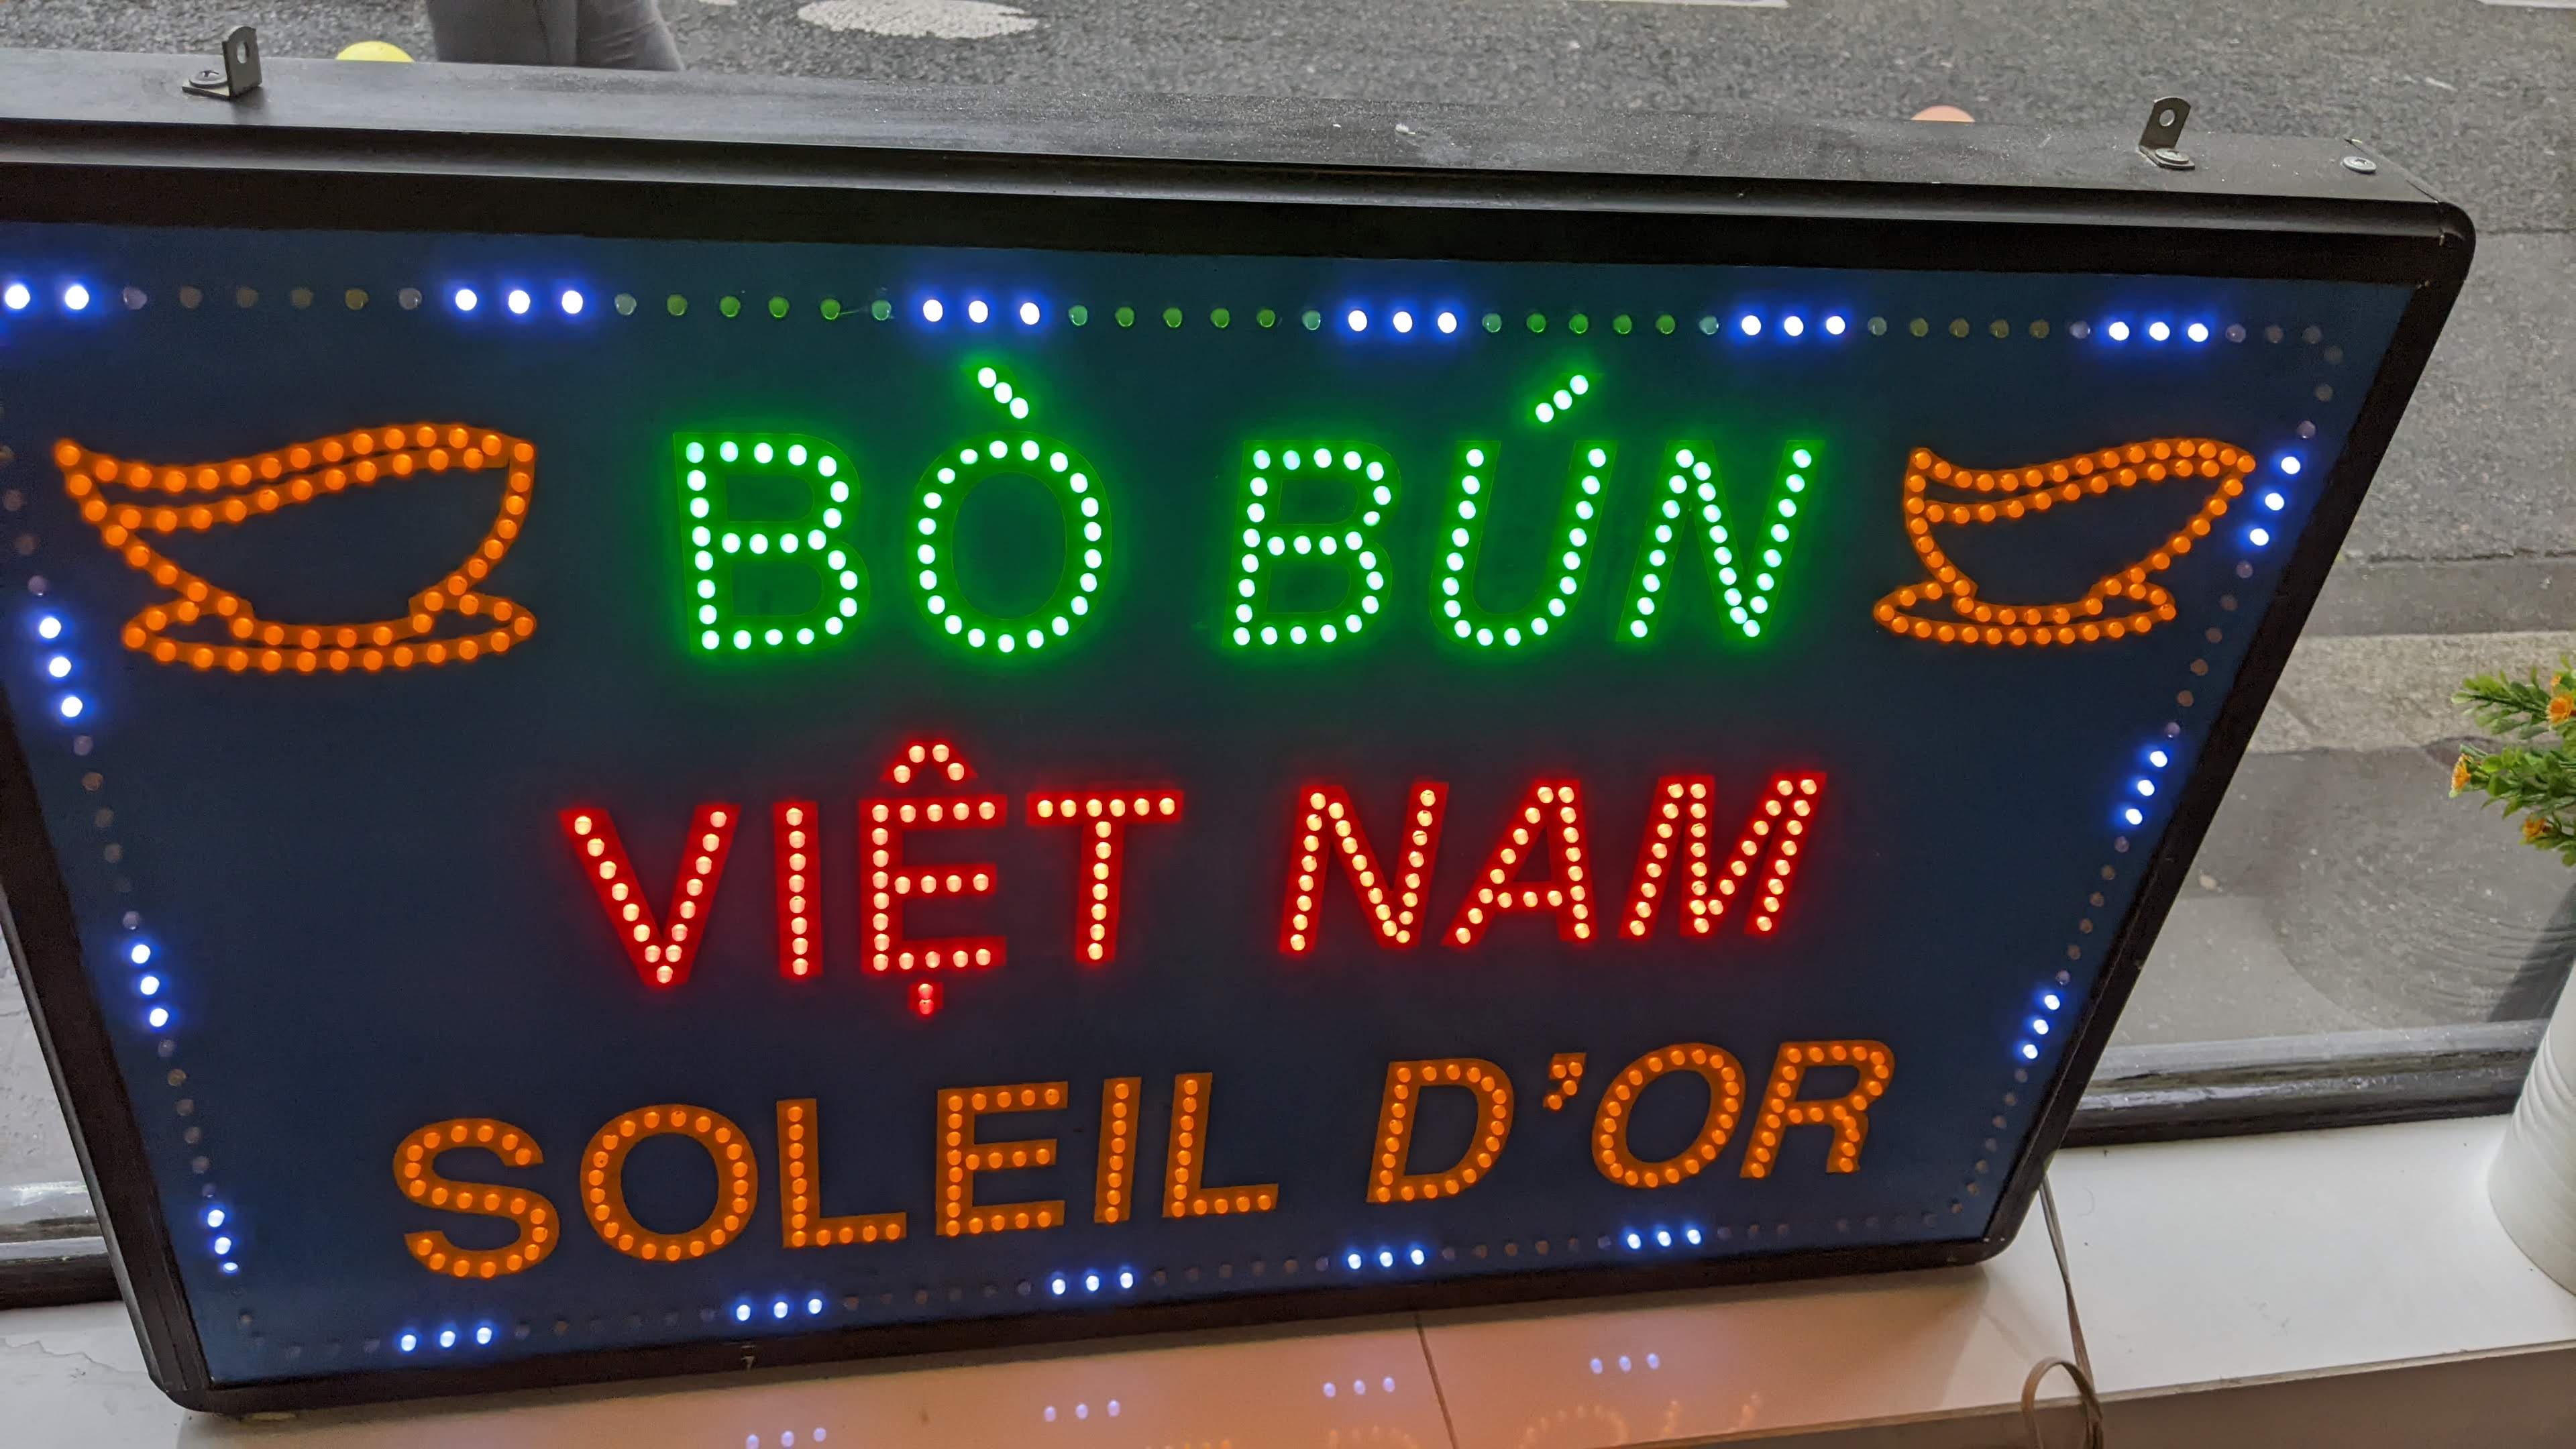 BÒ BÚN
VIỆT NAM
SOLEIL D'OR